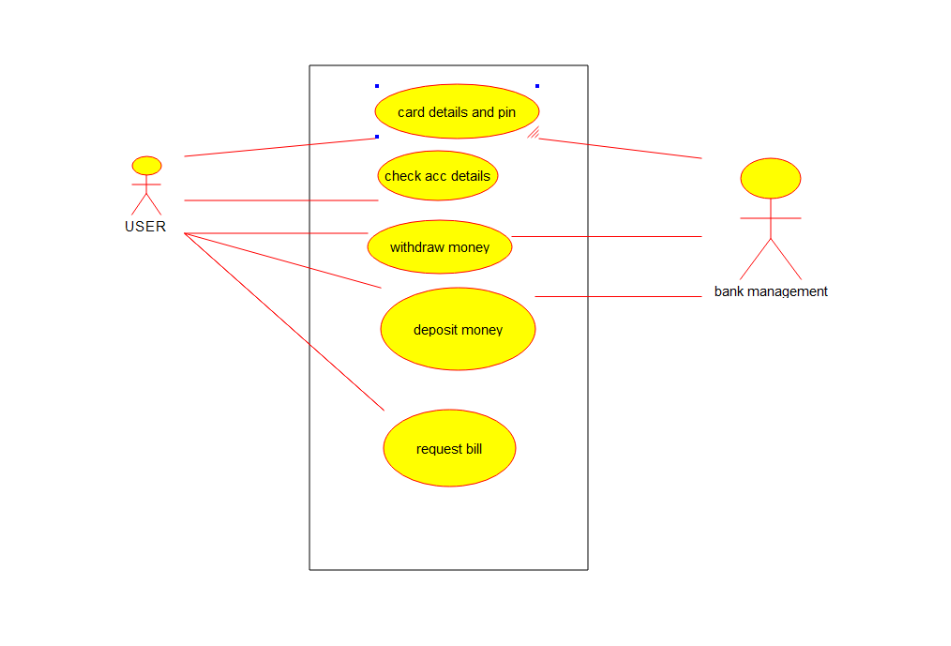 card details and pin
check acc details
USER
withdraw money
bank management
deposit money
request bill